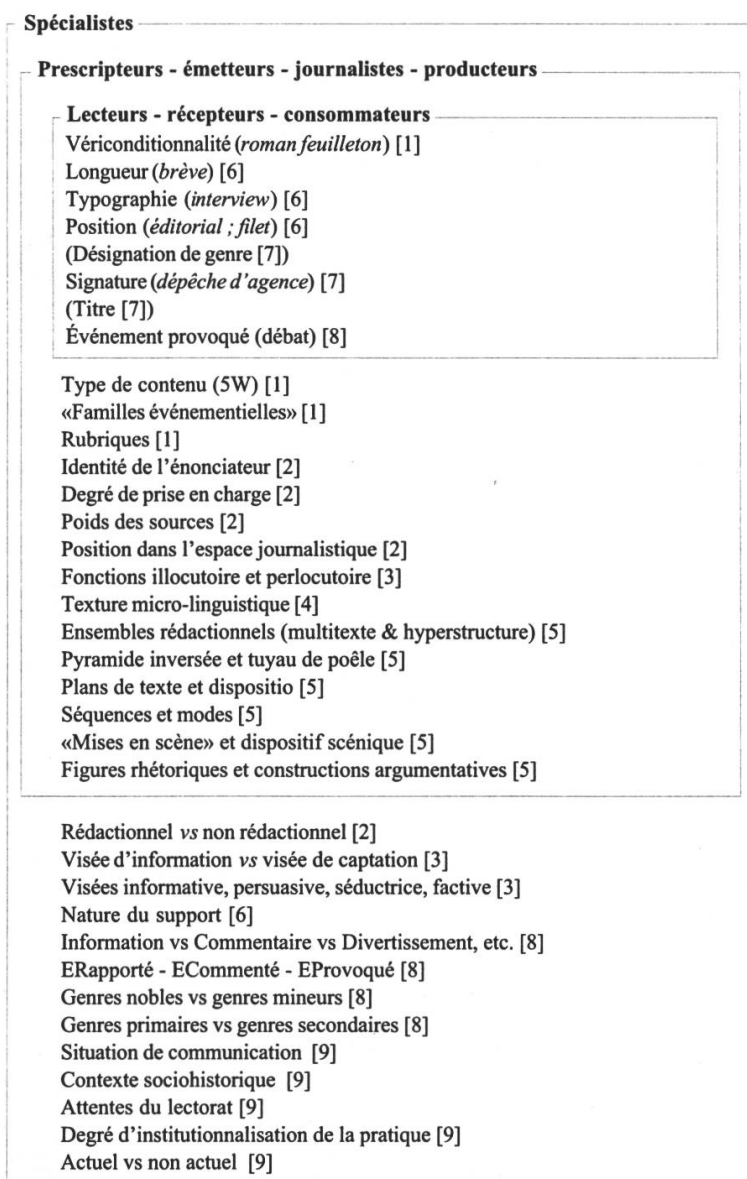 Spécialistes
Prescripteurs - émetteurs - journalistes - producteurs
Lecteurs - récepteurs - consommateurs
Vériconditionnalité (roman feuilleton) [1]
Longueur (brève) [6]
Typographie (interview) [6]
Position (éditorial ; filet) [6]
(Désignation de genre [7])
Signature (dépêche d'agence) [7]
(Titre [7])
Événement provoqué (débat) [8]
Type de contenu (5W) [1]
«Familles événementielles» [1]
Rubriques [1]
Identité de l'énonciateur [2]
Degré de prise en charge [2]
Poids des sources [2]
Position dans l'espace journalistique [2]
Fonctions illocutoire et perlocutoire [3]
Texture micro-linguistique [4]
Ensembles rédactionnels (multitexte & hyperstructure) [5]
Pyramide inversée et tuyau de poêle [5]
Plans de texte et dispositio [5]
Séquences et modes [5]
«Mises en scène» et dispositif scénique [5]
Figures rhétoriques et constructions argumentatives [5]
Rédactionnel vs non rédactionnel [2]
Visée d'information vs visée de captation [3]
Visées informative, persuasive, séductrice, factive [3]
Nature du support [6]
Information vs Commentaire vs Divertissement, etc. [8]
ERapporté - ECommenté - EProvoqué [8]
Genres nobles vs genres mineurs [8]
Genres primaires vs genres secondaires [8]
Situation de communication [9]
Contexte sociohistorique [9]
Attentes du lectorat [9]
Degré d'institutionnalisation de la pratique [9]
Actuel vs non actuel [9]